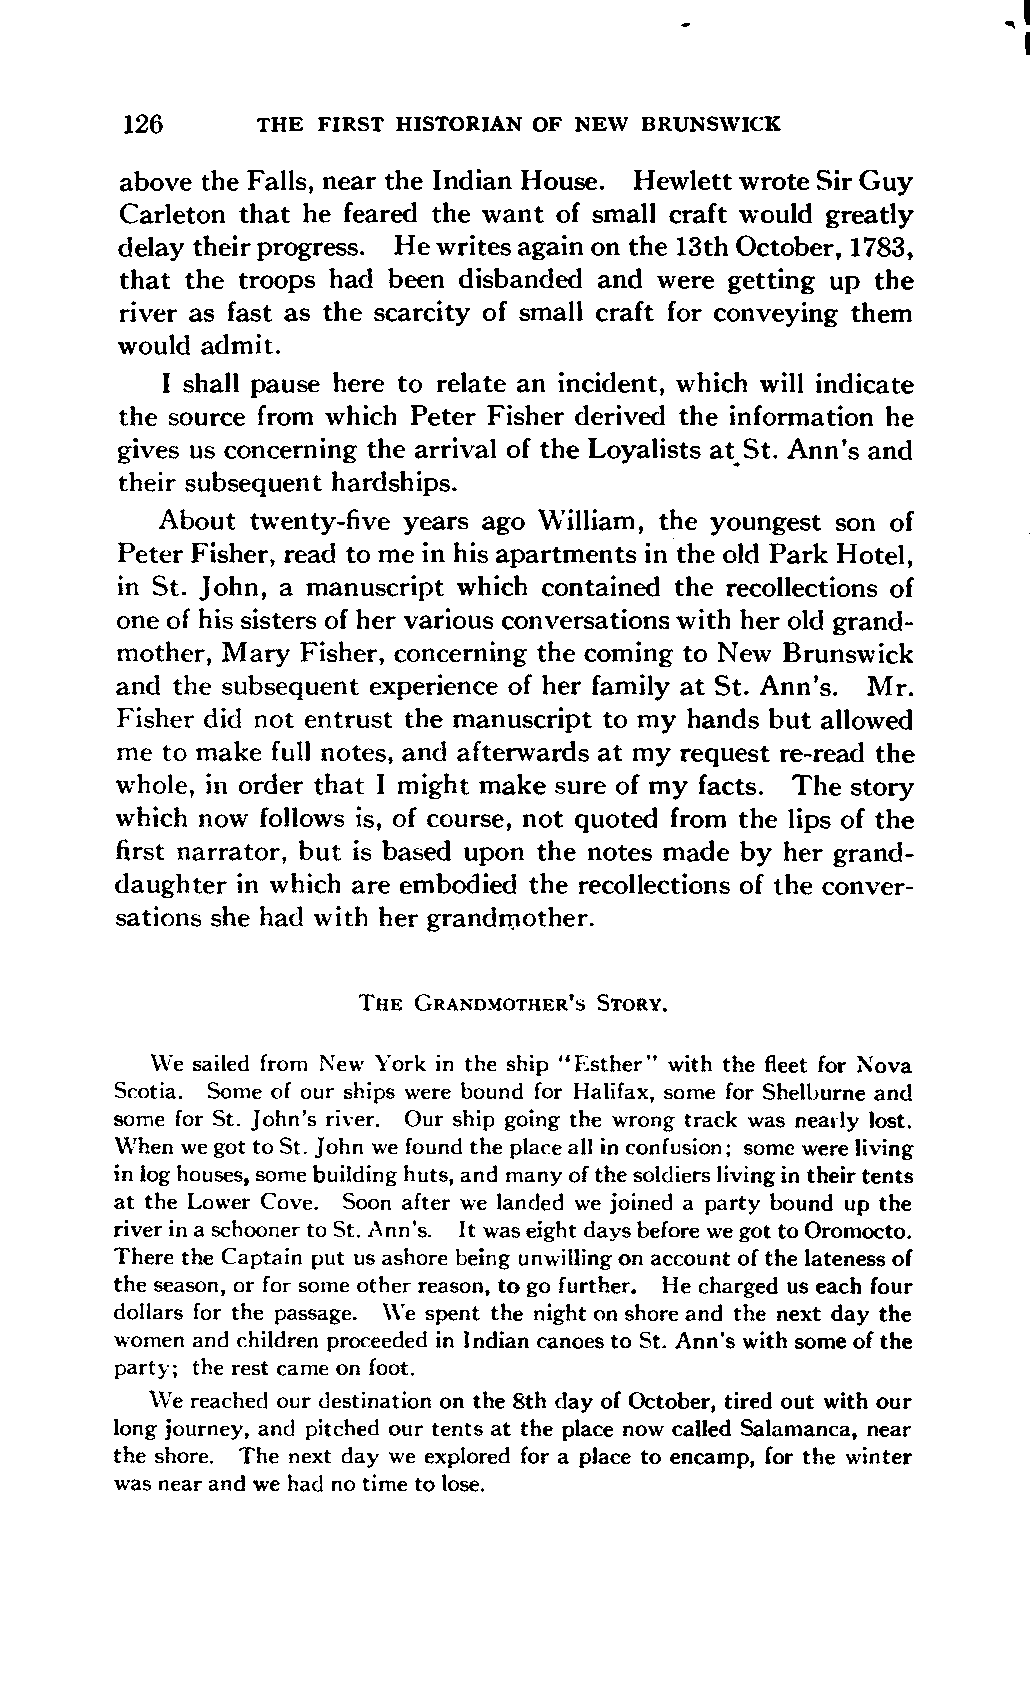 126 THE FIRST HISTORIAN OF NEW BRUNSWICK
above the Falls, near the Indian House. Hewlett wrote Sir Guy
Carleton that he feared the want of small craft would greatly
delay their progress. He writes again on the 13th October, 1783,
that the troops had been disbanded and were getting up the
river as fast as the scarcity of small craft for conveying them
would admit.
I shall pause here to relate an incident, which will indicate
the source from which Peter Fisher derived the information he
gives us concerning the arrival of the Loyalists at St. Ann's and
their subsequent hardships.
About twenty-five years ago William, the youngest son of
Peter Fisher, read to me in his apartments in the old Park Hotel,
in St. John, a manuscript which contained the recollections of
one of his sisters of her various conversations with her old grand-
mother, Mary Fisher, concerning the coming to New Brunswick
and the subsequent experience of her family at St. Ann's. Mr.
Fisher did not entrust the manuscript to my hands but allowed
me to make full notes, and afterwards at my request re-read the
whole, in order that I might make sure of my facts. The story
which now follows is, of course, not quoted from the lips of the
first narrator, but is based upon the notes made by her grand-
daughter in which are embodied the recollections of the conver-
sations she had with her grandmother.
THE GRANDMOTHER'S STORY.
We sailed from New York in the ship "Esther" with the fleet for Nova
Scotia. Some of our ships were bound for Halifax, some for Shelburne and
some for St. John's river. Our ship going the wrong track was nearly lost.
When we got to St. John we found the place all in confusion; some were living
in log houses, some building huts, and many of the soldiers living in their tents
at the Lower Cove. Soon after we landed we joined a party bound up the
river in a schooner to St. Ann's. It was eight days before we got to Oromocto.
There the Captain put us ashore being unwilling on account of the lateness of
the season, or for some other reason, to go further. He charged us each four
dollars for the passage. We spent the night on shore and the next day the
women and children proceeded in Indian canoes to St. Ann's with some of the
party; the rest came on foot.
We reached our destination on the 8th day of October, tired out with our
long journey, and pitched our tents at the place now called Salamanca, near
the shore. The next day we explored for a place to encamp, for the winter
was near and we had no time to lose.